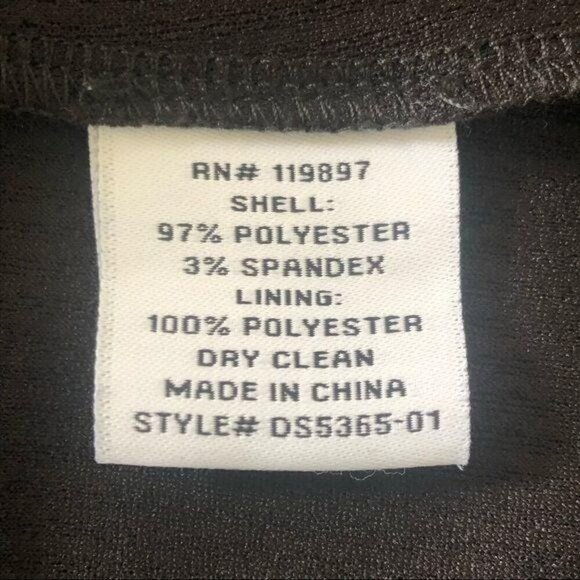 RN# 119897
SHELL:
97% POLYESTER
3% SPANDEX
LINING:
100% POLYESTER
DRY CLEAN
MADE IN CHINA
STYLE# DS5365-01